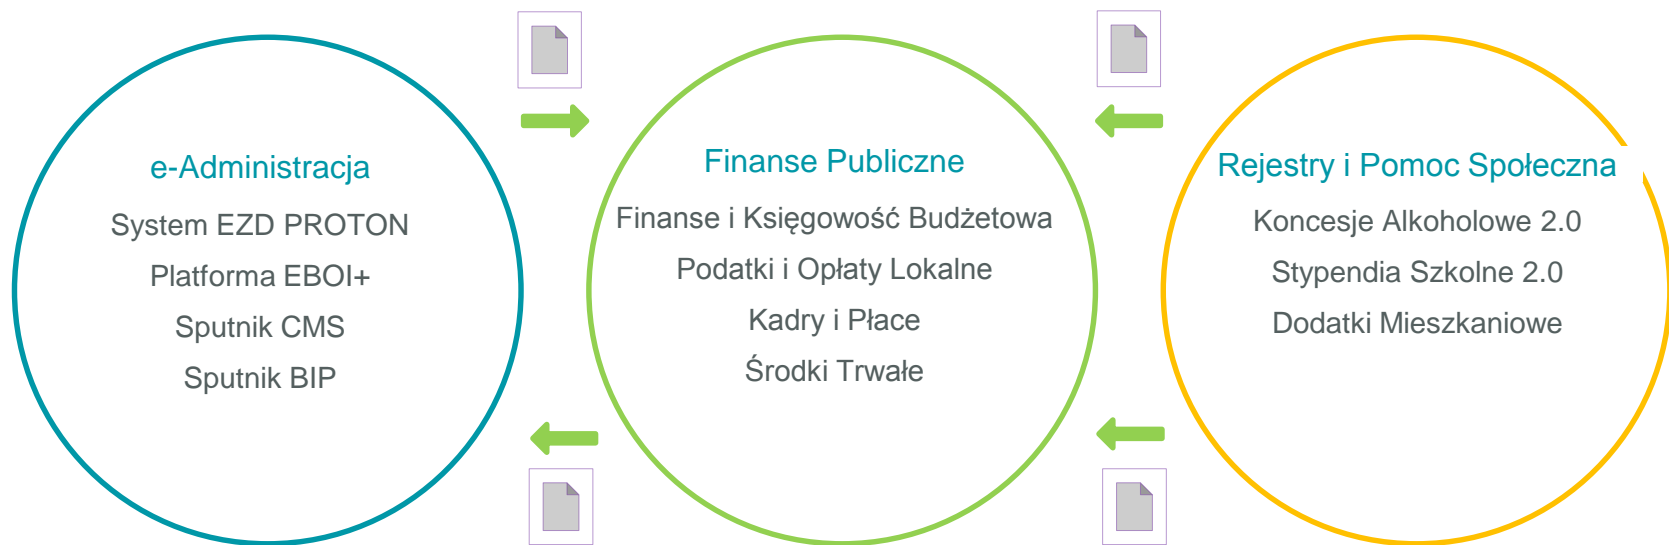 e-Administracja
System EZD PROTON
Platforma EBOI+
Sputnik CMS
Sputnik BIP
Finanse Publiczne
Finanse i Księgowość Budżetowa
Podatki i Opłaty Lokalne
Kadry i Płace
Środki Trwałe
Rejestry i Pomoc Społeczna
Koncesje Alkoholowe 2.0
Stypendia Szkolne 2.0
Dodatki Mieszkaniowe